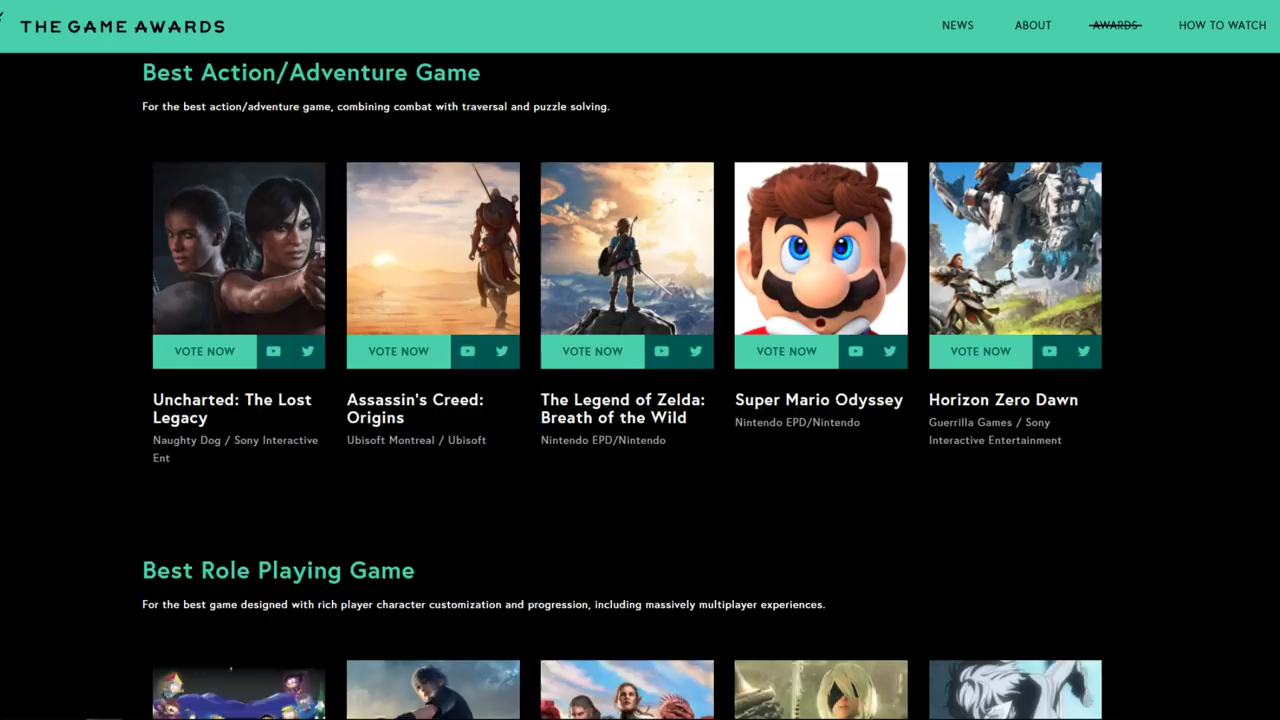 THE GAME AWARDS
NEWS ABOUT AWARDS HOW TO WATCH
Best Action/Adventure Game
For the best action/adventure game, combining combat with traversal and puzzle solving.
VOTE NOW VOTE NOW VOTE NOW VOTE NOW VOTE NOW
Uncharted: The Lost
Legacy
Naughty Dog / Sony Interactive
Ent
Assassin's Creed:
Origins
Ubisoft Montreal / Ubisoft
The Legend of Zelda:
Breath of the Wild
Nintendo EPD/Nintendo
Super Mario Odyssey
Nintendo EPD/Nintendo
Horizon Zero Dawn
Guerrilla Games / Sony
Interactive Entertainment
Best Role Playing Game
For the best game designed with rich player character customization and progression, including massively multiplayer experiences.